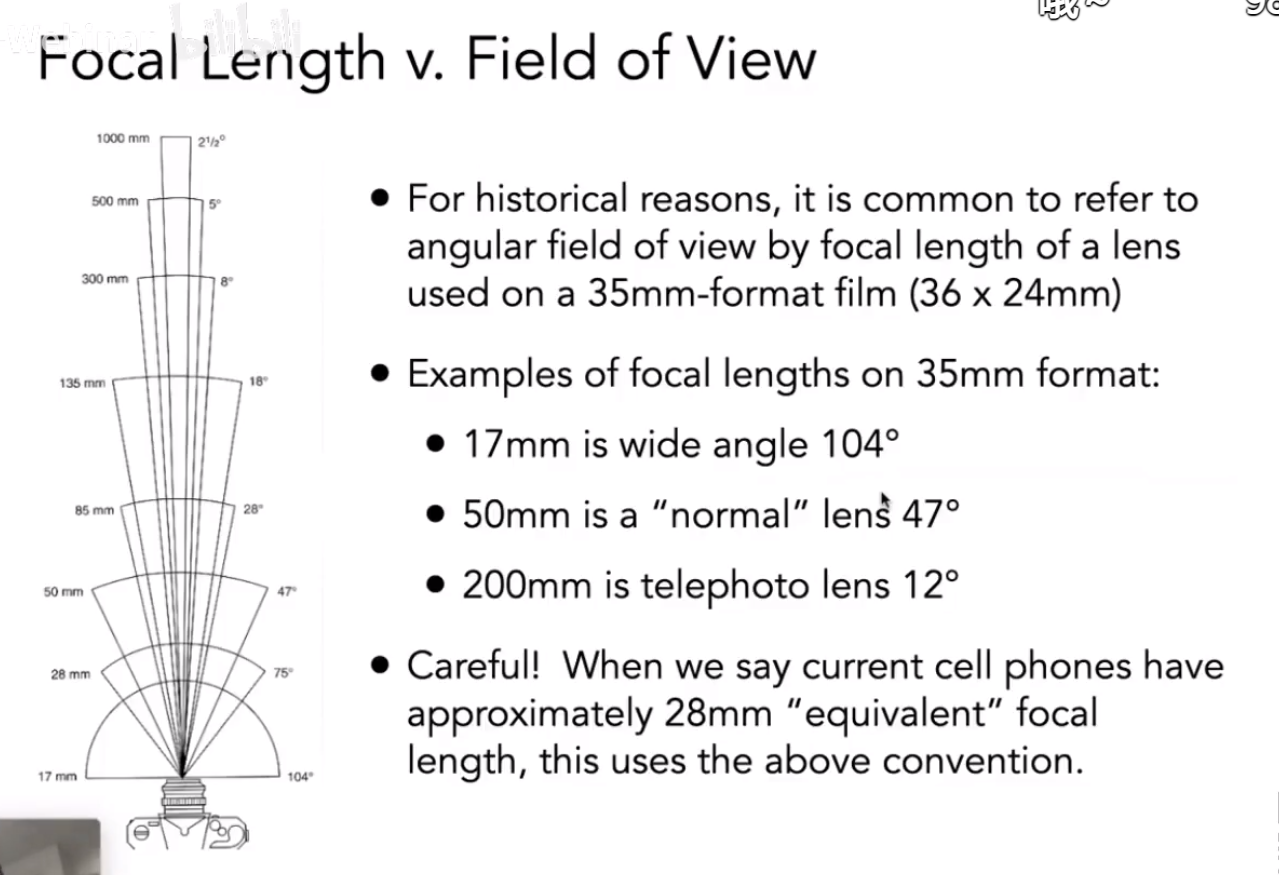 哦～
Webinar bilibili
Focal Length v. Field of View
1000 mm 2½°
500 mm 5°
300 mm 8°
135 mm 18°
85 mm 28°
50 mm 47°
28 mm 75°
17 mm 104°
• For historical reasons, it is common to refer to
angular field of view by focal length of a lens
used on a 35mm-format film (36 x 24mm)
• Examples of focal lengths on 35mm format:
• 17mm is wide angle 104°
• 50mm is a “normal” lens 47°
• 200mm is telephoto lens 12°
• Careful! When we say current cell phones have
approximately 28mm “equivalent” focal
length, this uses the above convention.